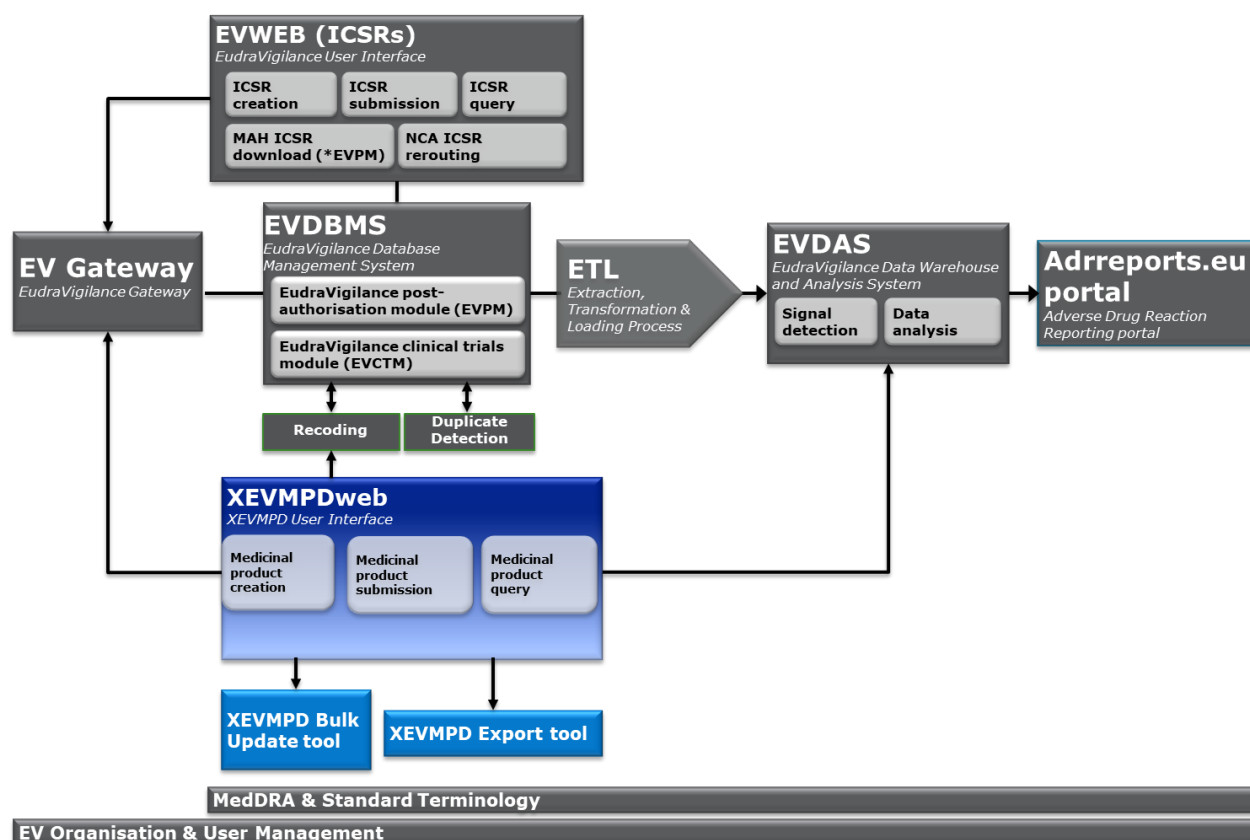 EVWEB (ICSRs)
EudraVigilance User Interface
ICSR
creation
ICSR
submission
ICSR
query
MAH ICSR
download (*EVPM)
NCA ICSR
rerouting
EV Gateway
EudraVigilance Gateway
EVDBMS
EudraVigilance Database
Management System
EudraVigilance post-
authorisation module (EVPM)
EudraVigilance clinical trials
module (EVCTM)
ETL
Extraction,
Transformation &
Loading Process
EVDAS
EudraVigilance Data Warehouse
and Analysis System
Signal
detection
Data
analysis
Adrreports.eu
portal
Adverse Drug Reaction
Reporting portal
Recoding
Duplicate
Detection
XEVMPDweb
XEVMPD User Interface
Medicinal
product
creation
Medicinal
product
submission
Medicinal
product
query
XEVMPD Bulk
Update tool
XEVMPD Export tool
MedDRA & Standard Terminology
EV Organisation & User Management